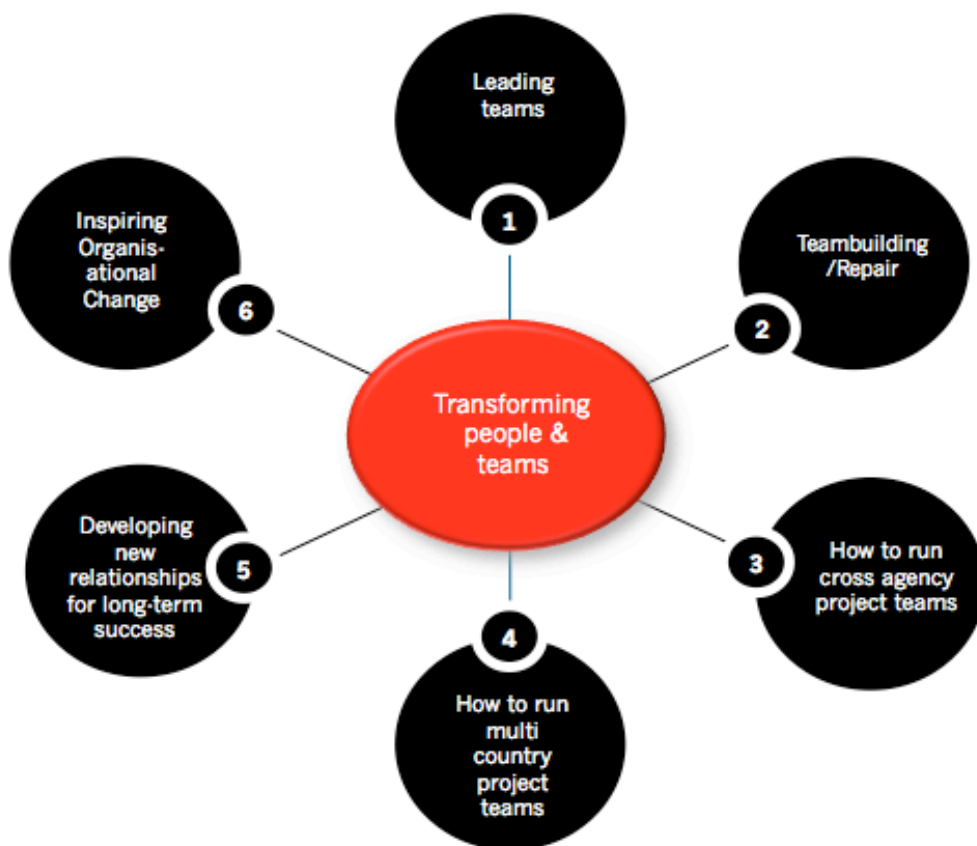 Leading
teams
1
Teambuilding
/Repair
2
3
How to run
cross agency
project teams
4
How to run
multi
country
project
teams
5
Developing
new
relationships
for long-term
success
6
Inspiring
Organis-
ational
Change
Transforming
people &
teams